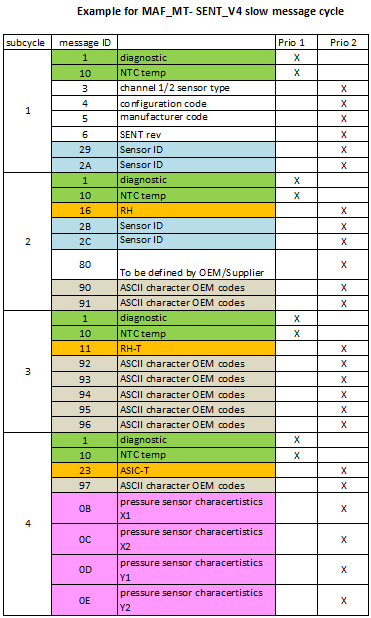 Example for MAF_MT- SENT_V4 slow message cycle
subcycle message ID Prio 1 Prio 2
1 diagnostic X
10 NTC temp X
3 channel 1/2 sensor type X
4 configuration code X
5 manufacturer code X
6 SENT rev X
29 Sensor ID X
2A Sensor ID X
1
1 diagnostic X
10 NTC temp X
16 RH X
2B Sensor ID X
2C Sensor ID X
80 To be defined by OEM/Supplier X
90 ASCII character OEM codes X
91 ASCII character OEM codes X
2
1 diagnostic X
10 NTC temp X
11 RH-T X
92 ASCII character OEM codes X
93 ASCII character OEM codes X
94 ASCII character OEM codes X
95 ASCII character OEM codes X
96 ASCII character OEM codes X
3
1 diagnostic X
10 NTC temp X
23 ASIC-T X
97 ASCII character OEM codes X
0B pressure sensor characertistics X
X1
0C pressure sensor characertistics X
X2
0D pressure sensor characertistics X
Y1
0E pressure sensor characertistics X
Y2
4